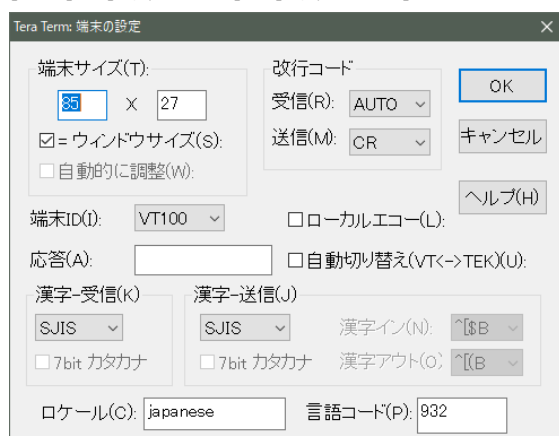 Tera Term: 端末の設定
端末サイズ(T):
85 X 27
= ウィンドウサイズ(S):
自動的に調整(W):
改行コード
受信(R): AUTO
送信(M): CR
OK
キャンセル
ヘルプ(H)
端末ID(I): VT100
ローカルエコー(L):
応答(A):
自動切り替え(VT<->TEK)(U):
漢字-受信(K)
SJIS
7bit カタカナ
漢字-送信(J)
SJIS
7bit カタカナ
漢字イン(N): ^[$B
漢字アウト(O) ^[(B
ロケール(C): japanese
言語コード(P): 932